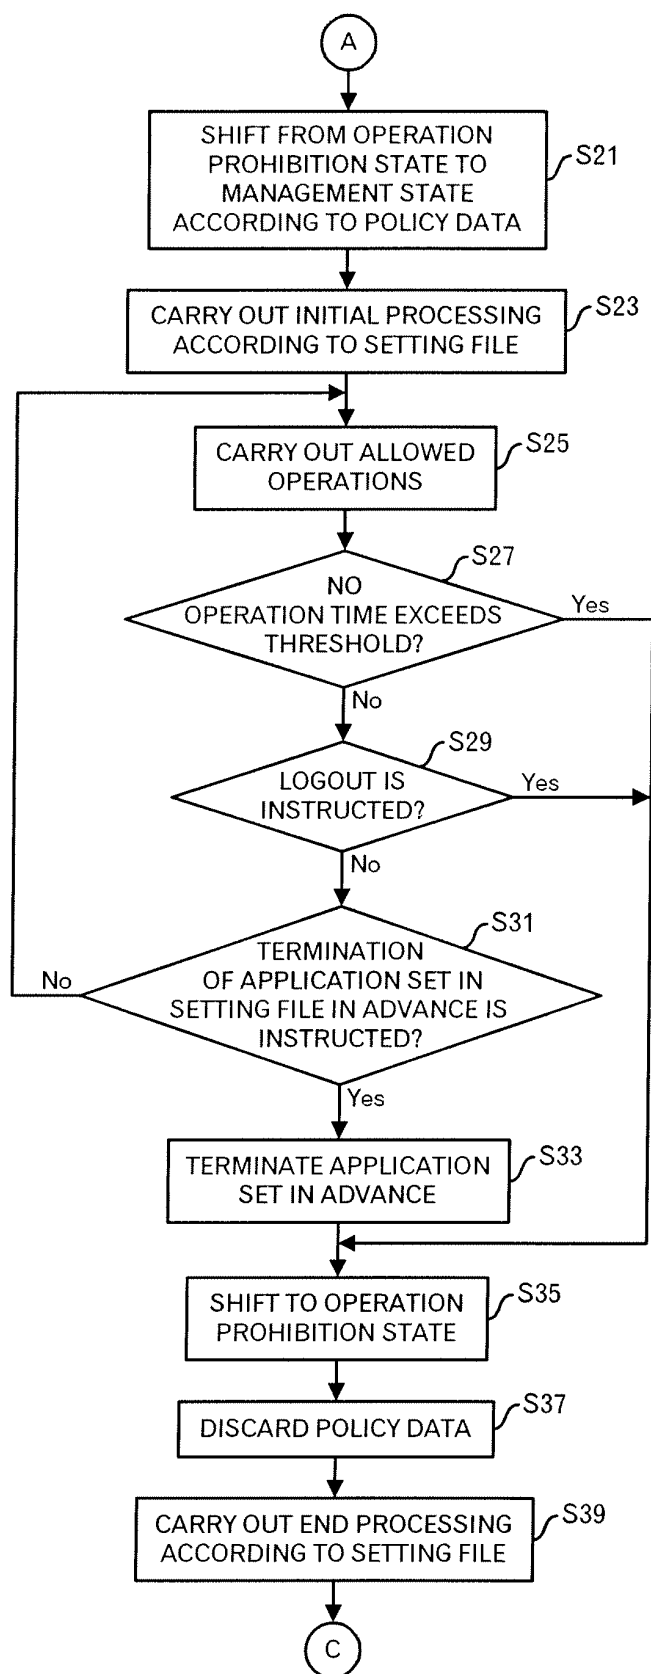 A
SHIFT FROM OPERATION
PROHIBITION STATE TO
MANAGEMENT STATE
ACCORDING TO POLICY DATA
S21
CARRY OUT INITIAL PROCESSING
ACCORDING TO SETTING FILE
S23
CARRY OUT ALLOWED
OPERATIONS
S25
NO
OPERATION TIME EXCEEDS
THRESHOLD?
S27
Yes
No
LOGOUT IS
INSTRUCTED?
S29
Yes
No
TERMINATION
OF APPLICATION SET IN
SETTING FILE IN ADVANCE IS
INSTRUCTED?
S31
No
Yes
TERMINATE APPLICATION
SET IN ADVANCE
S33
SHIFT TO OPERATION
PROHIBITION STATE
S35
DISCARD POLICY DATA
S37
CARRY OUT END PROCESSING
ACCORDING TO SETTING FILE
S39
C